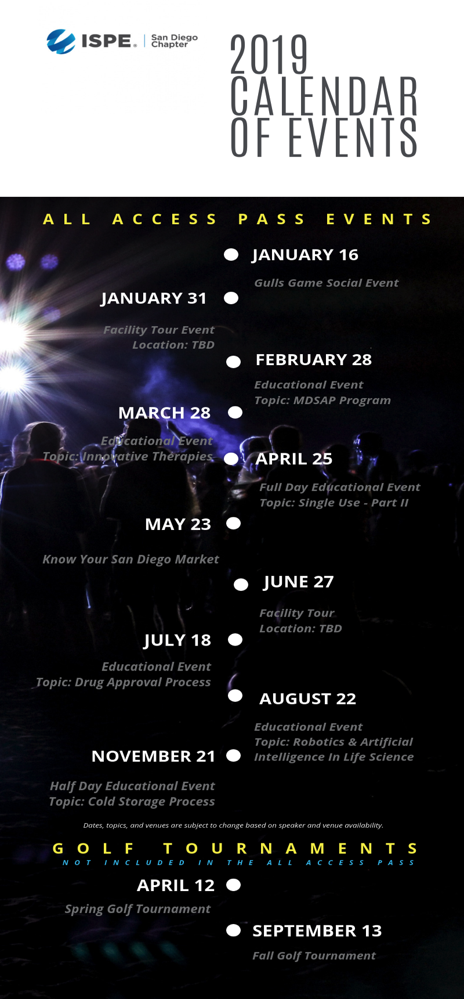 ISPE®
San Diego
Chapter
2019
CALENDAR
OF EVENTS
ALL ACCESS PASS EVENTS
JANUARY 16
Gulls Game Social Event
JANUARY 31
Facility Tour Event
Location: TBD
FEBRUARY 28
Educational Event
Topic: MDSAP Program
MARCH 28
Educational Event
Topic: Innovative Therapies
APRIL 25
Full Day Educational Event
Topic: Single Use - Part II
MAY 23
Know Your San Diego Market
JUNE 27
Facility Tour
Location: TBD
JULY 18
Educational Event
Topic: Drug Approval Process
AUGUST 22
Educational Event
Topic: Robotics & Artificial
Intelligence In Life Science
NOVEMBER 21
Half Day Educational Event
Topic: Cold Storage Process
Dates, topics, and venues are subject to change based on speaker and venue availability.
GOLF TOURNAMENTS
NOT INCLUDED IN THE ALL ACCESS PASS
APRIL 12
Spring Golf Tournament
SEPTEMBER 13
Fall Golf Tournament